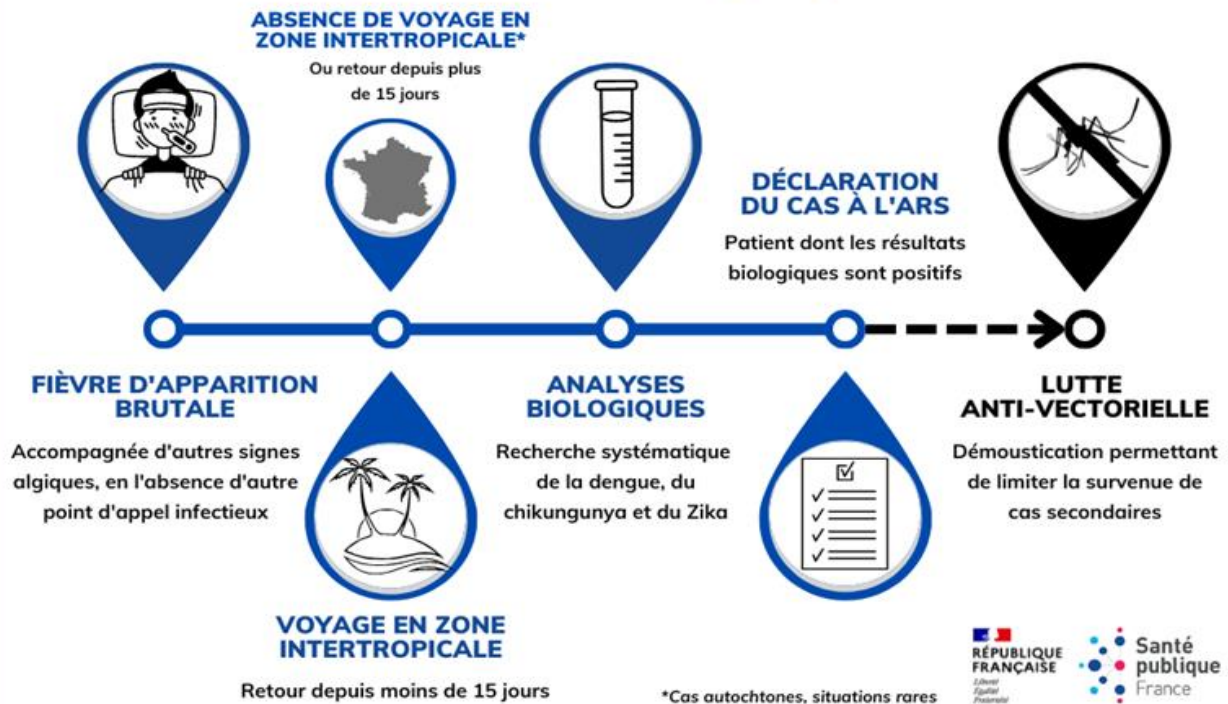 ABSENCE DE VOYAGE EN
ZONE INTERTROPICALE*
Ou retour depuis plus
de 15 jours
DÉCLARATION
DU CAS À L'ARS
Patient dont les résultats
biologiques sont positifs
FIÈVRE D'APPARITION
BRUTALE
Accompagnée d'autres signes
algiques, en l'absence d'autre
point d'appel infectieux
ANALYSES
BIOLOGIQUES
Recherche systématique
de la dengue, du
chikungunya et du Zika
LUTTE
ANTI-VECTORIELLE
Démoustication permettant
de limiter la survenue de
cas secondaires
VOYAGE EN ZONE
INTERTROPICALE
Retour depuis moins de 15 jours
*Cas autochtones, situations rares
RÉPUBLIQUE
FRANÇAISE
Liberté
Égalité
Fraternité
Santé
publique
France